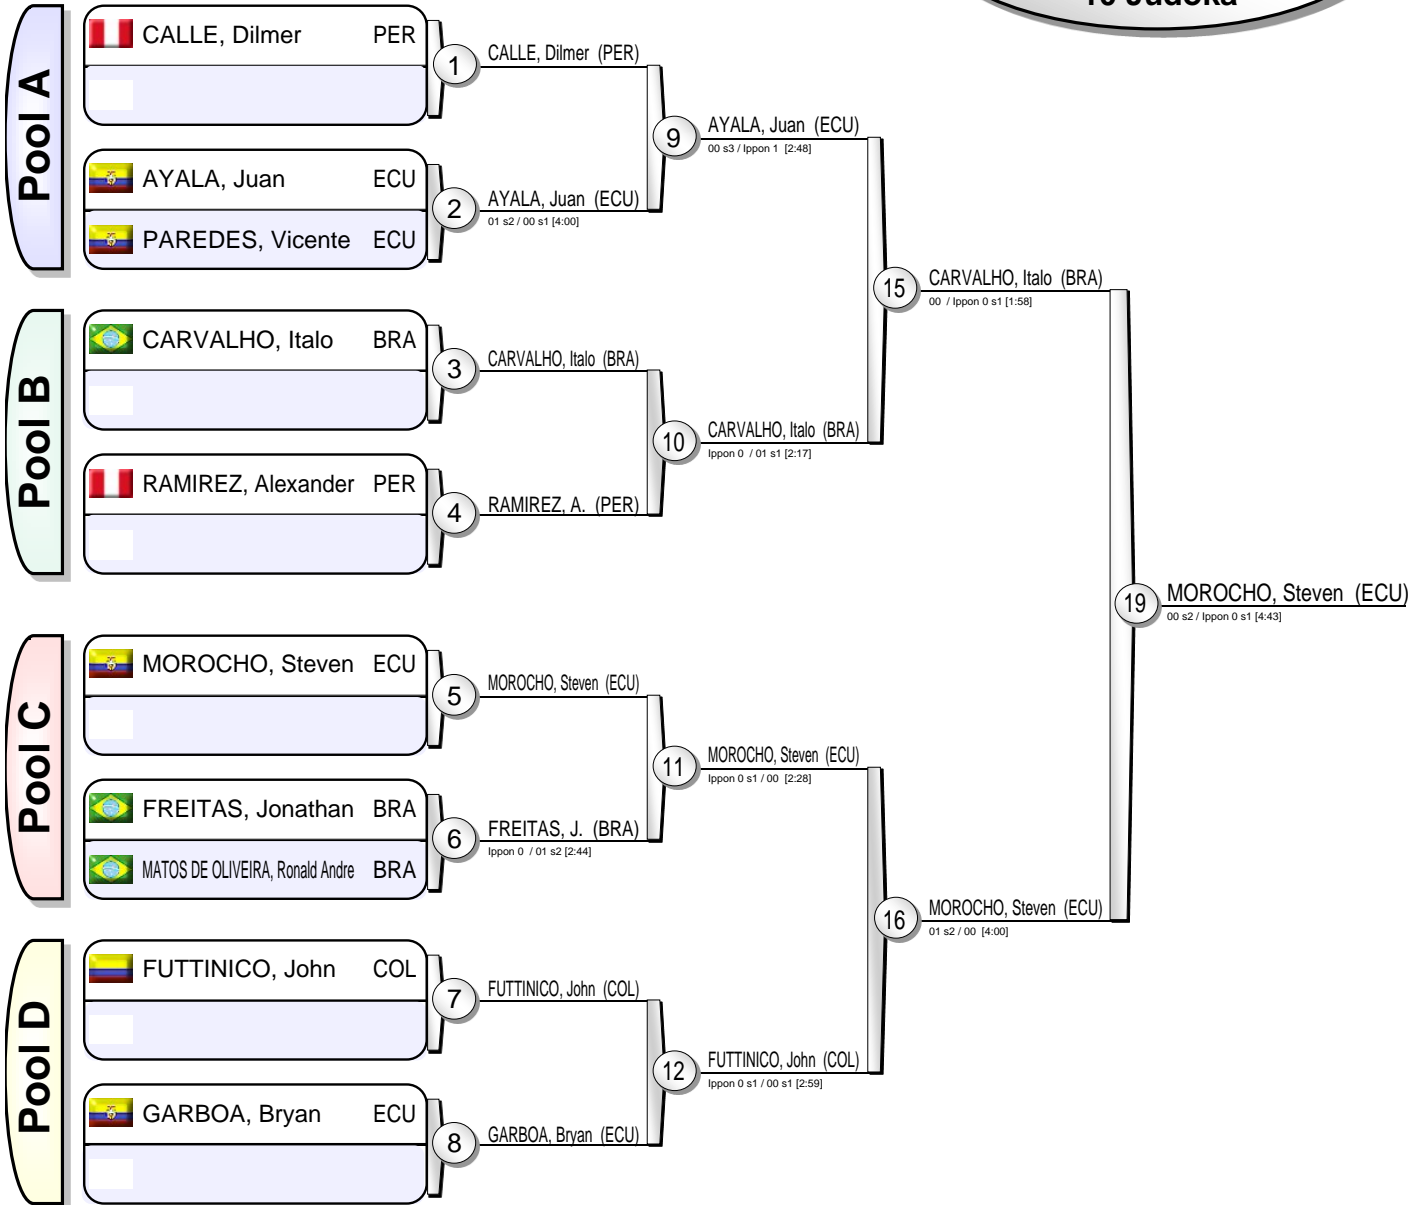 10 Judoka
Pool A
CALLE, Dilmer PER
1
CALLE, Dilmer (PER)
AYALA, Juan ECU
2
AYALA, Juan (ECU)
01 s2 / 00 s1 [4:00]
PAREDES, Vicente ECU
9
AYALA, Juan (ECU)
00 s3 / Ippon 1 [2:48]
Pool B
CARVALHO, Italo BRA
3
CARVALHO, Italo (BRA)
RAMIREZ, Alexander PER
4
RAMIREZ, A. (PER)
10
CARVALHO, Italo (BRA)
Ippon 0 / 01 s1 [2:17]
15
CARVALHO, Italo (BRA)
00 / Ippon 0 s1 [1:58]
Pool C
MOROCHO, Steven ECU
5
MOROCHO, Steven (ECU)
FREITAS, Jonathan BRA
6
FREITAS, J. (BRA)
Ippon 0 / 01 s2 [2:44]
MATOS DE OLIVEIRA, Ronald Andre BRA
11
MOROCHO, Steven (ECU)
Ippon 0 s1 / 00 [2:28]
Pool D
FUTTINICO, John COL
7
FUTTINICO, John (COL)
GARBOA, Bryan ECU
8
GARBOA, Bryan (ECU)
12
FUTTINICO, John (COL)
Ippon 0 s1 / 00 s1 [2:59]
16
MOROCHO, Steven (ECU)
01 s2 / 00 [4:00]
19
MOROCHO, Steven (ECU)
00 s2 / Ippon 0 s1 [4:43]